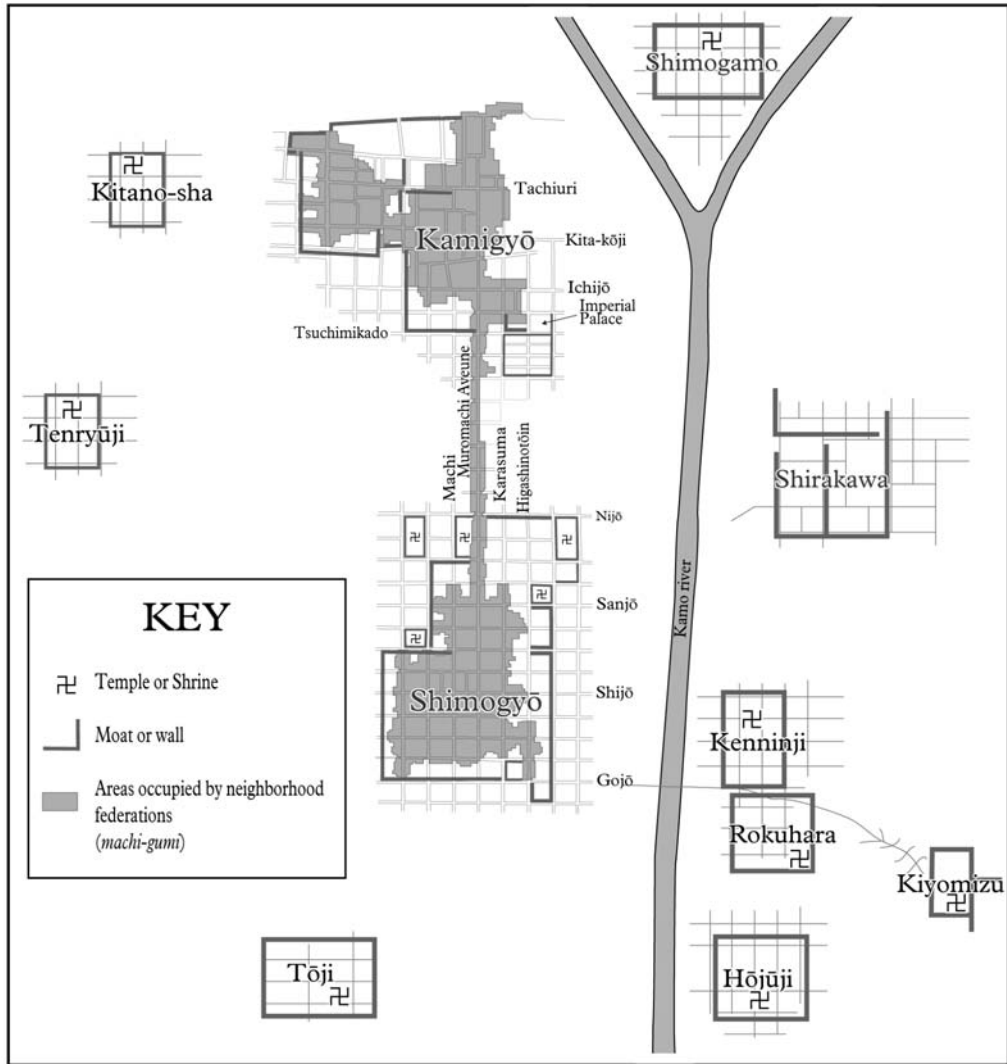 Shimogamo
Kitano-sha
Tachiuri
Kamigyō
Kita-kōji
Ichijō
Imperial
Palace
Tsuchimikado
Muromachi Aveune
Machi
Karasuma
Higashinotōin
Tenryūji
Shirakawa
Nijō
Kamo river
Sanjō
Shijō
Shimogyō
Gojō
KEY
卍 Temple or Shrine
Moat or wall
Areas occupied by neighborhood
federations
(machi-gumi)
Kenninji
Rokuhara
Kiyomizu
Tōji
Hōjūji